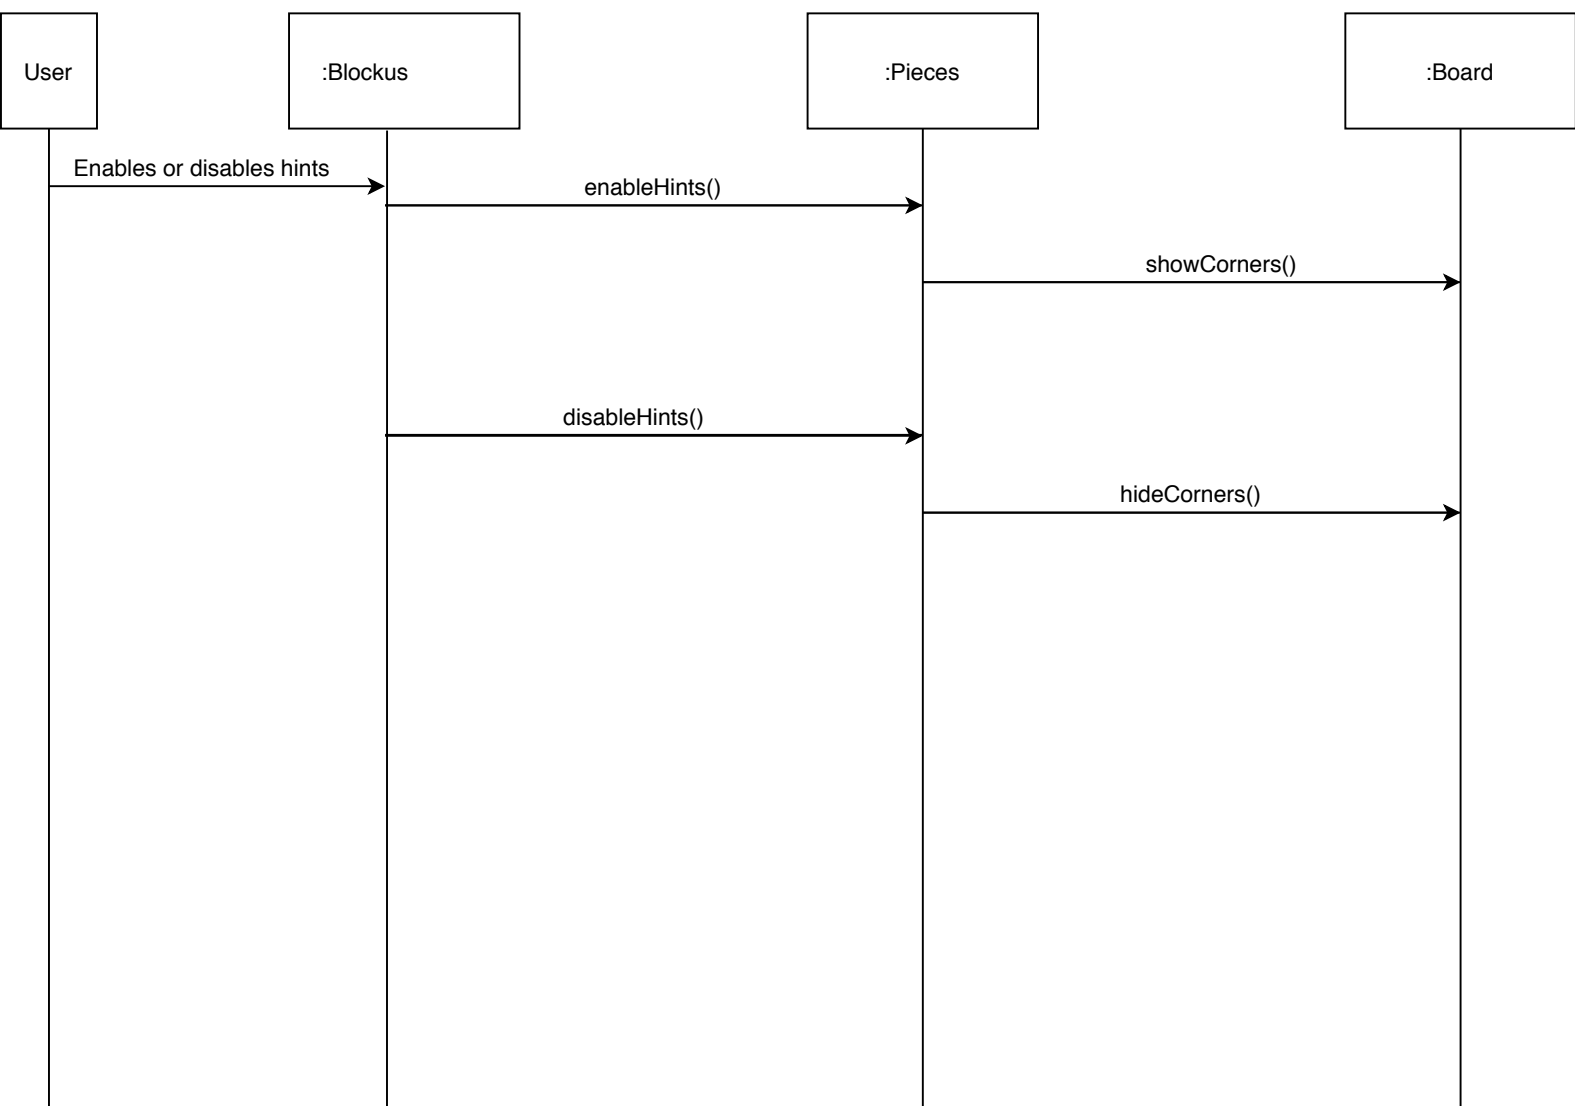 User
:Blockus
:Pieces
:Board
Enables or disables hints
enableHints()
showCorners()
disableHints()
hideCorners()